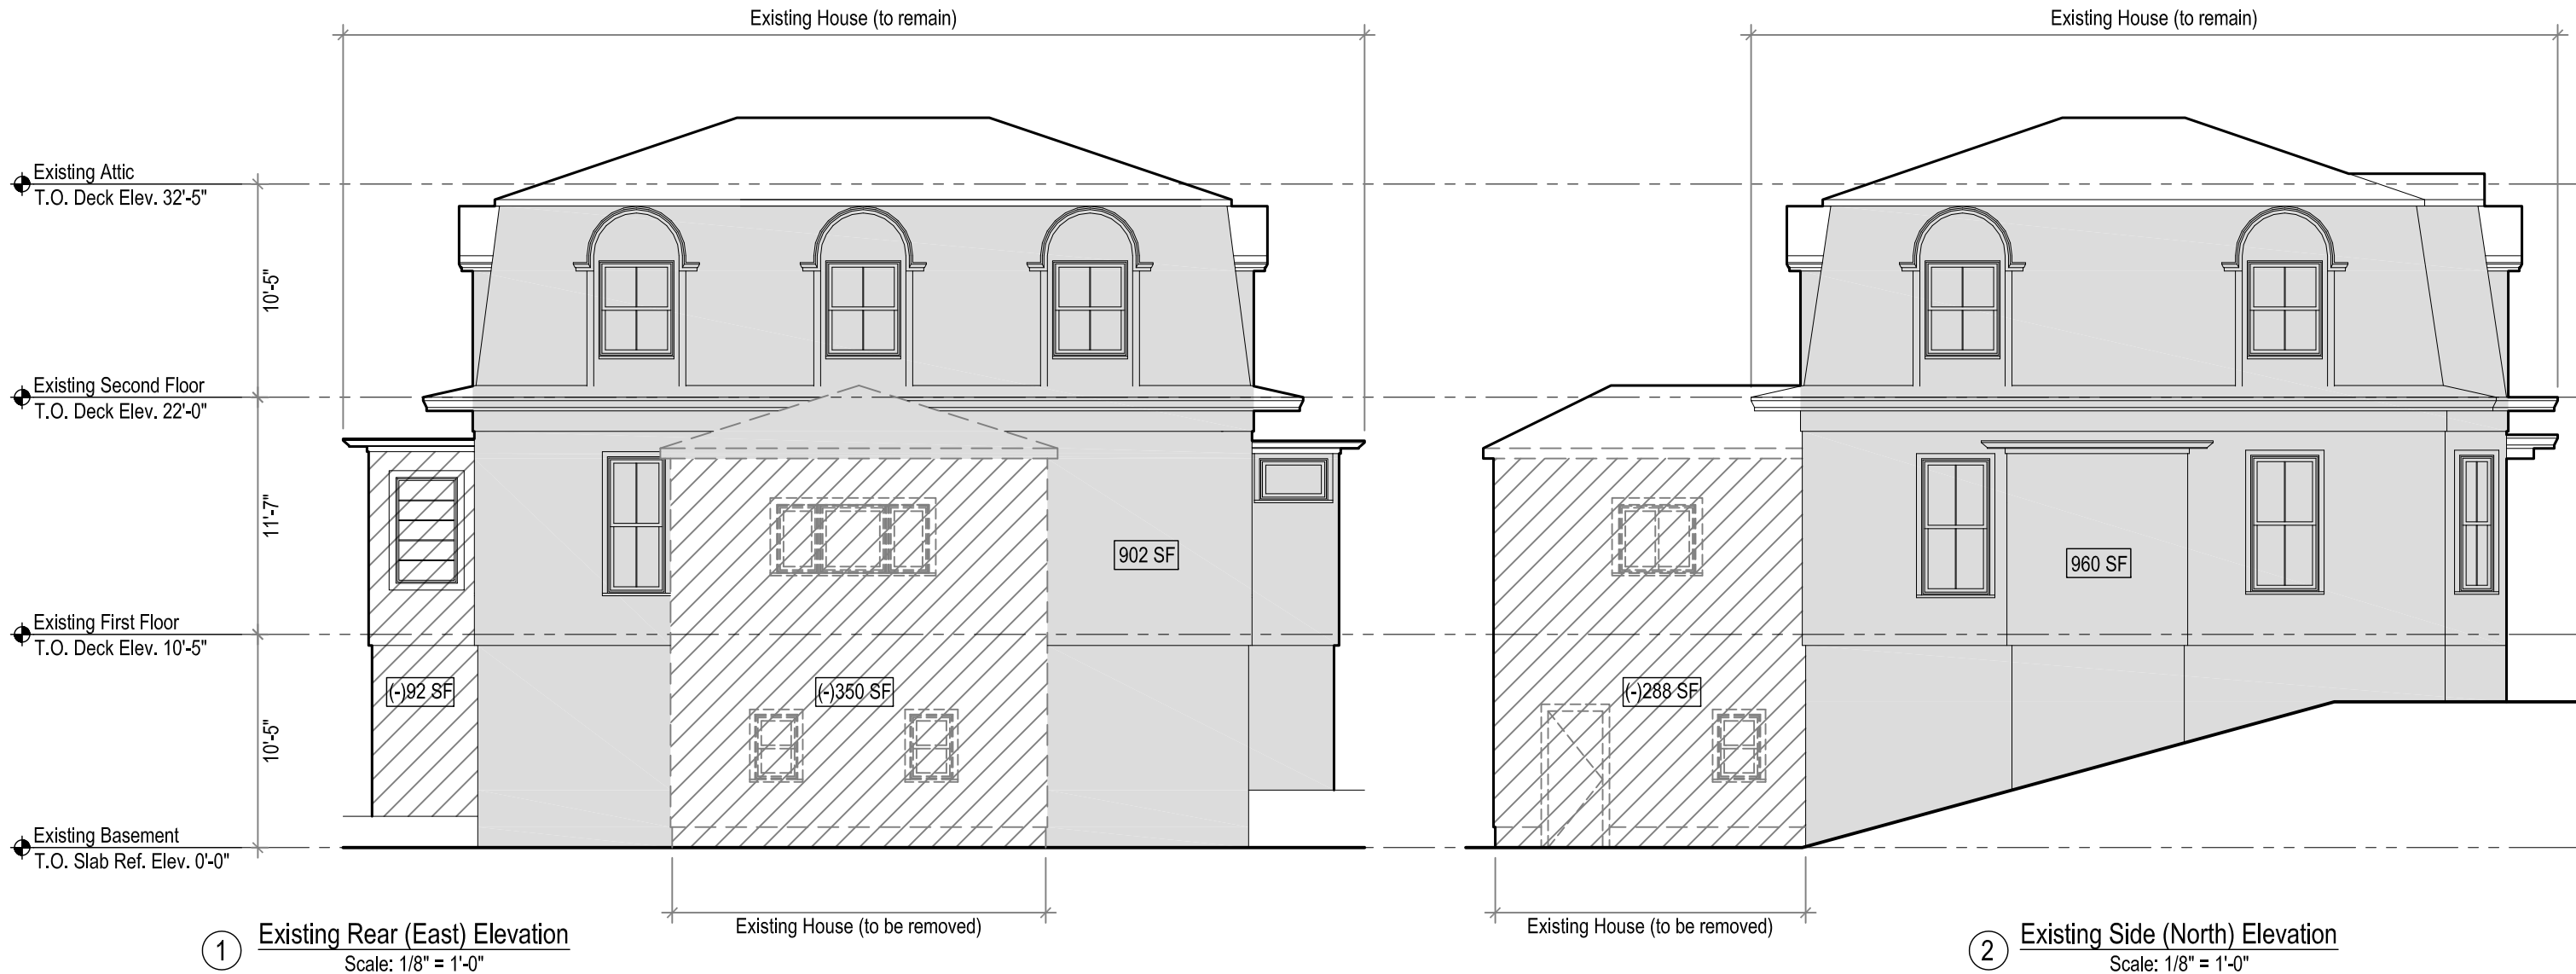 Existing House (to remain)
Existing House (to remain)
Existing Attic
T.O. Deck Elev. 32'-5"
10'-5"
Existing Second Floor
T.O. Deck Elev. 22'-0"
11'-7"
902 SF
960 SF
Existing First Floor
T.O. Deck Elev. 10'-5"
(-)92 SF
(-)350 SF
(-)288 SF
10'-5"
Existing Basement
T.O. Slab Ref. Elev. 0'-0"
Existing House (to be removed)
Existing House (to be removed)
1
Existing Rear (East) Elevation
Scale: 1/8" = 1'-0"
2
Existing Side (North) Elevation
Scale: 1/8" = 1'-0"